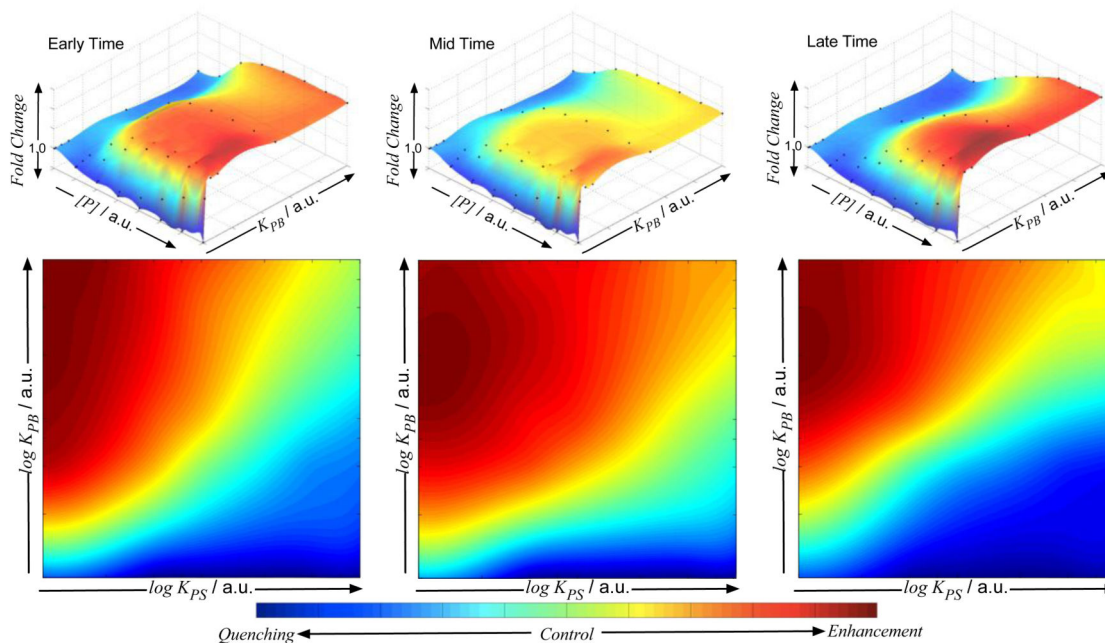 Early Time
Mid Time
Late Time
Fold Change
1.0
[P] / a.u.
K_PB / a.u.
Fold Change
1.0
[P] / a.u.
K_PB / a.u.
Fold Change
1.0
[P] / a.u.
K_PB / a.u.
log K_PB / a.u.
log K_PS / a.u.
log K_PB / a.u.
log K_PS / a.u.
log K_PB / a.u.
log K_PS / a.u.
Quenching
Control
Enhancement